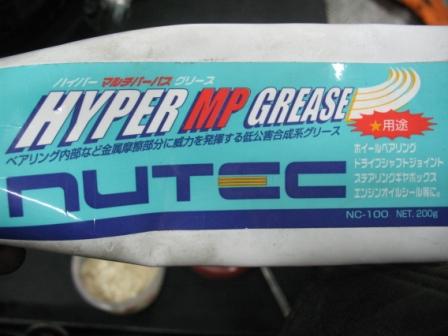 ハイパー マルチパーパス グリース
HYPER MP GREASE
ベアリング内部など金属摩擦部分に威力を発揮する低公害合成系グリース
nuTEC
★用途
ホイールベアリング
ドライブシャフトジョイント
ステアリングギヤボックス
エンジンオイルシール等に。
NC-100 NET. 200g